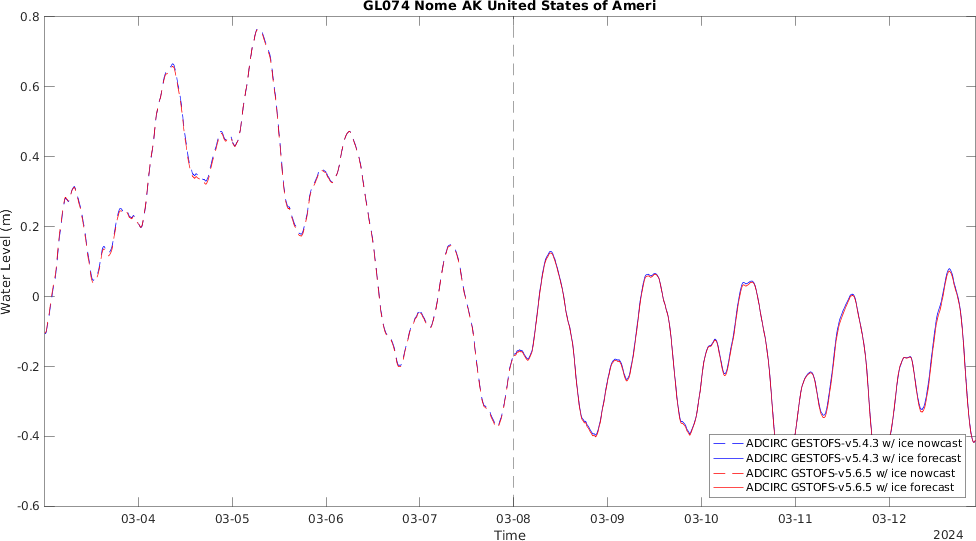 GL074 Nome AK United States of Ameri
0.8
0.6
0.4
0.2
0
-0.2
-0.4
-0.6
Water Level (m)
03-04 03-05 03-06 03-07 03-08 03-09 03-10 03-11 03-12
Time
2024
ADCIRC GESTOFS-v5.4.3 w/ ice nowcast
ADCIRC GESTOFS-v5.4.3 w/ ice forecast
ADCIRC GSTOFS-v5.6.5 w/ ice nowcast
ADCIRC GSTOFS-v5.6.5 w/ ice forecast